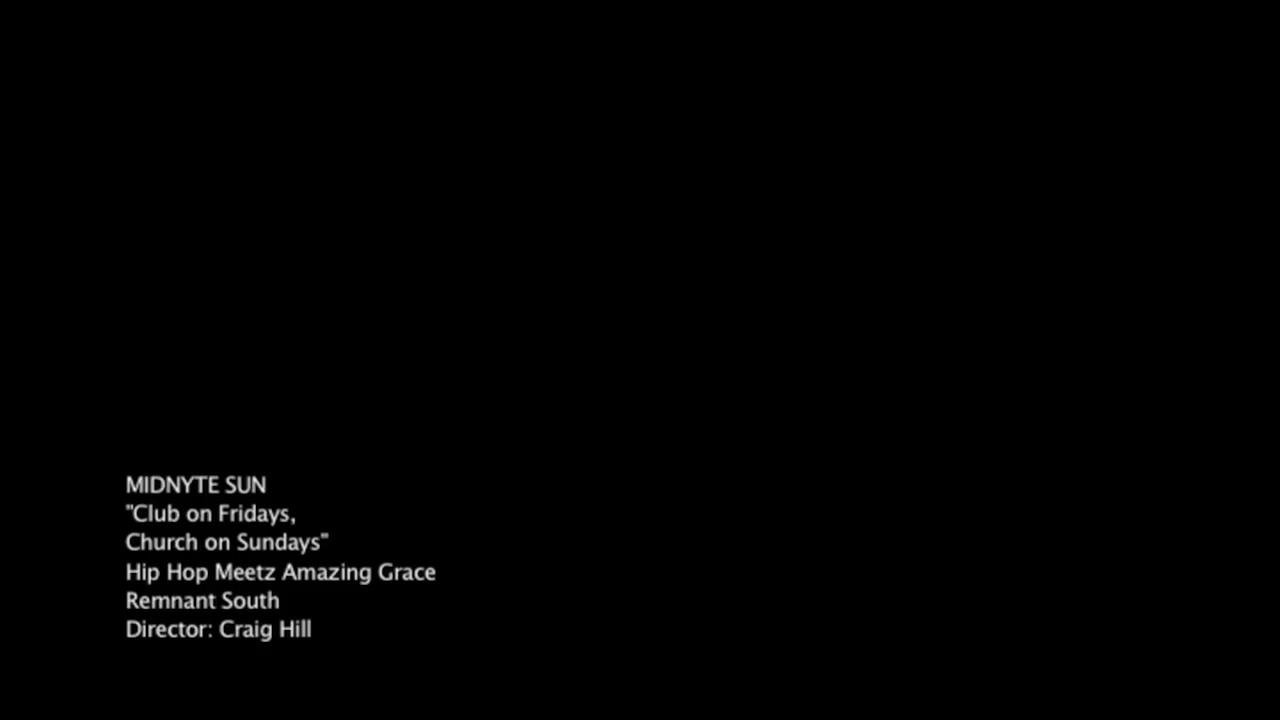 MIDNYTE SUN
"Club on Fridays,
Church on Sundays"
Hip Hop Meetz Amazing Grace
Remnant South
Director: Craig Hill